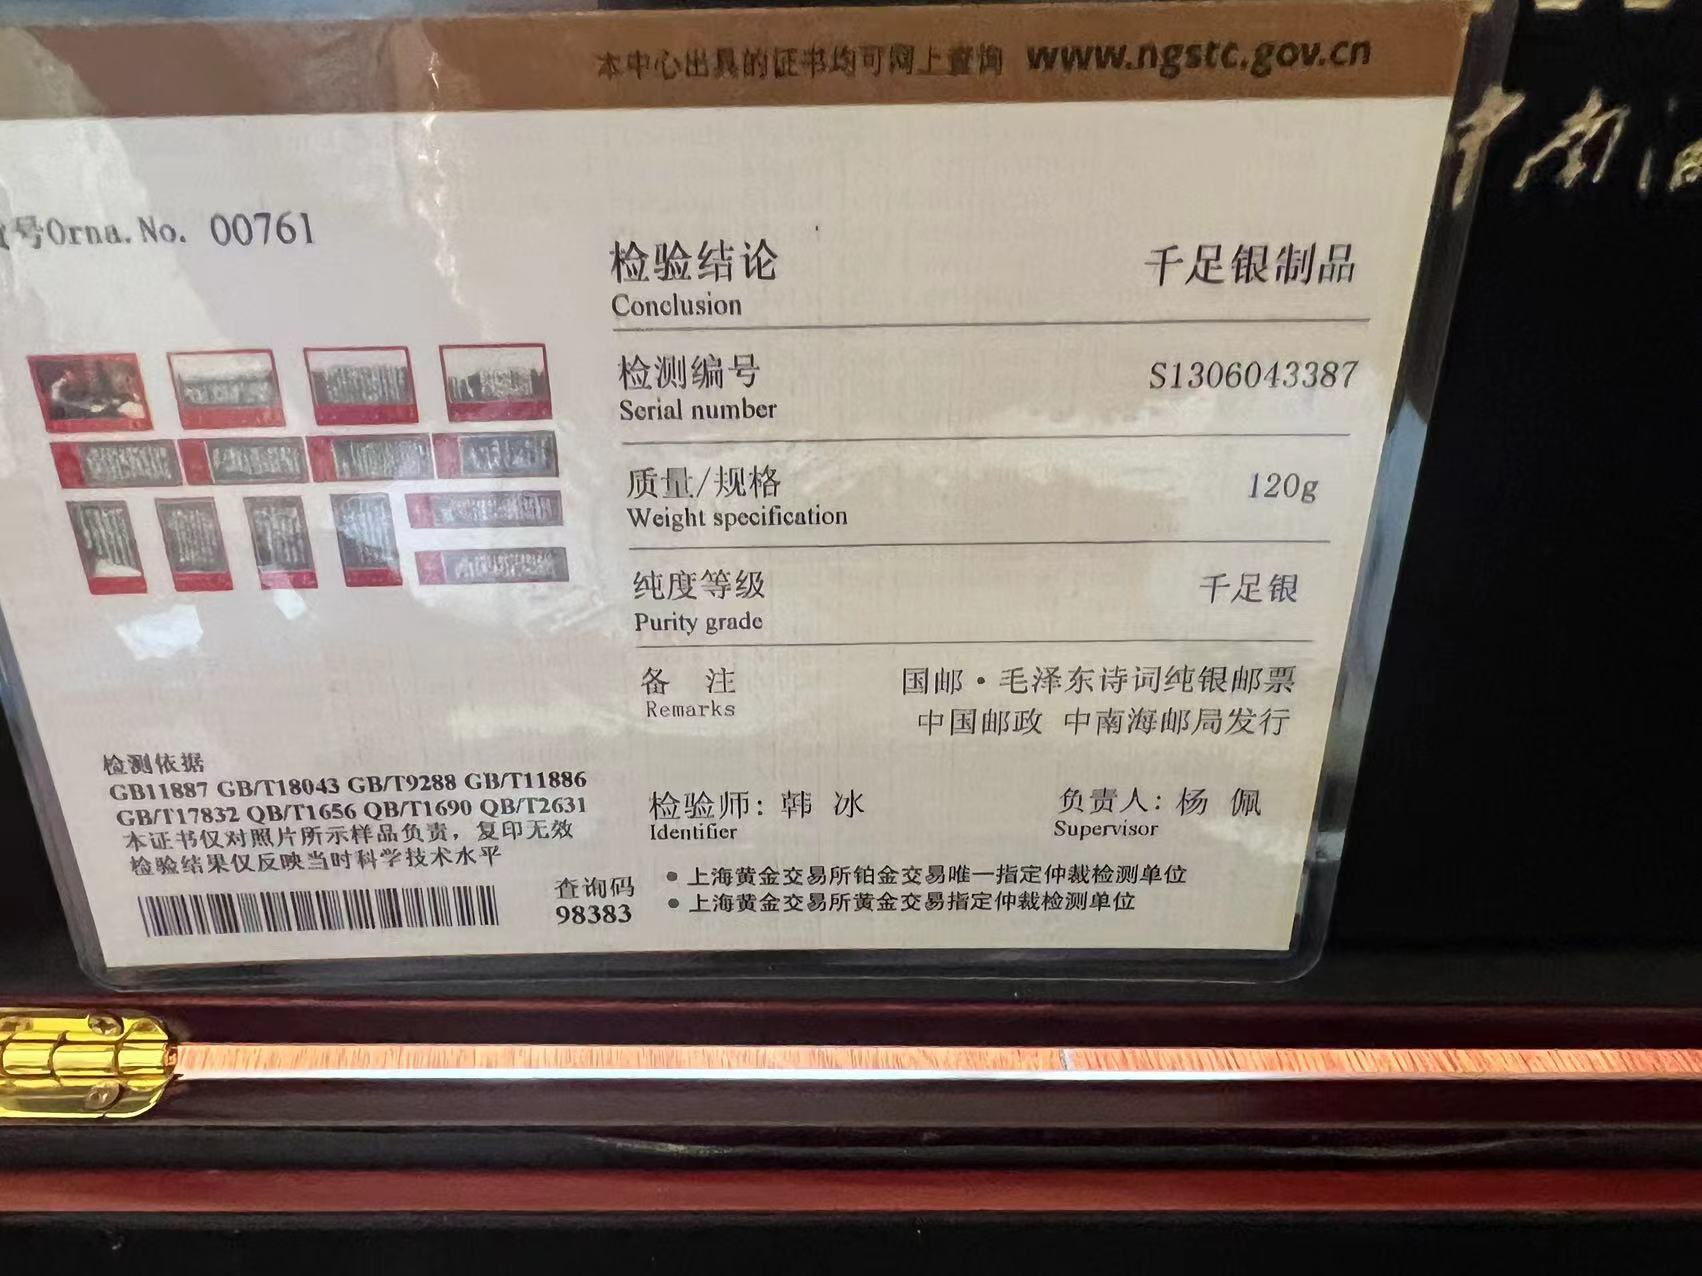 本中心出具的证书均可网上查询 www.ngstc.gov.cn
号Orna.No. 00761
检验结论 千足银制品
Conclusion
检测编号 S1306043387
Serial number
质量/规格 120g
Weight specification
纯度等级 千足银
Purity grade
备 注 国邮·毛泽东诗词纯银邮票
Remarks 中国邮政 中南海邮局发行
检测依据
GB11887 GB/T18043 GB/T9288 GB/T11886
GB/T17832 QB/T1656 QB/T1690 QB/T2631
本证书仅对照片所示样品负责，复印无效
检验结果仅反映当时科学技术水平
查询码
98383
检验师: 韩 冰 负责人: 杨 佩
Identifier Supervisor
●上海黄金交易所铂金交易唯一指定仲裁检测单位
●上海黄金交易所黄金交易指定仲裁检测单位
中南海